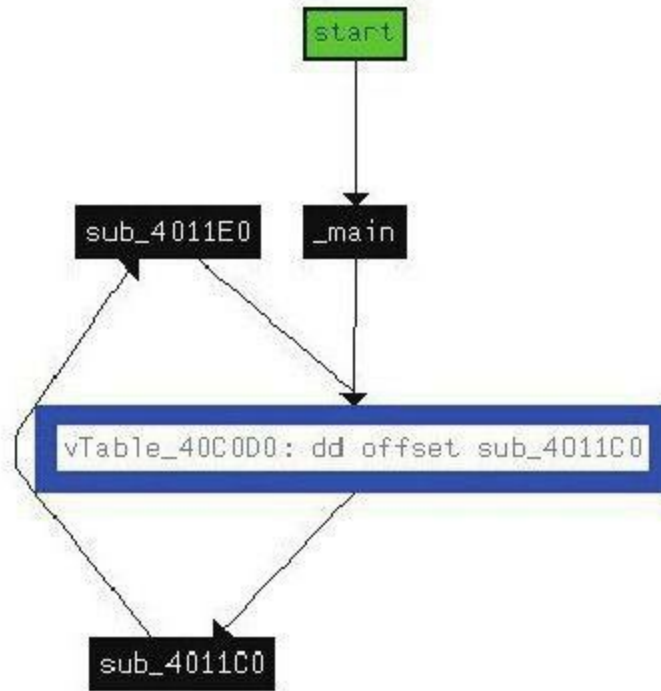 start
sub_4011E0
_main
vTable_40C0D0: dd offset sub_4011C0
sub_4011C0